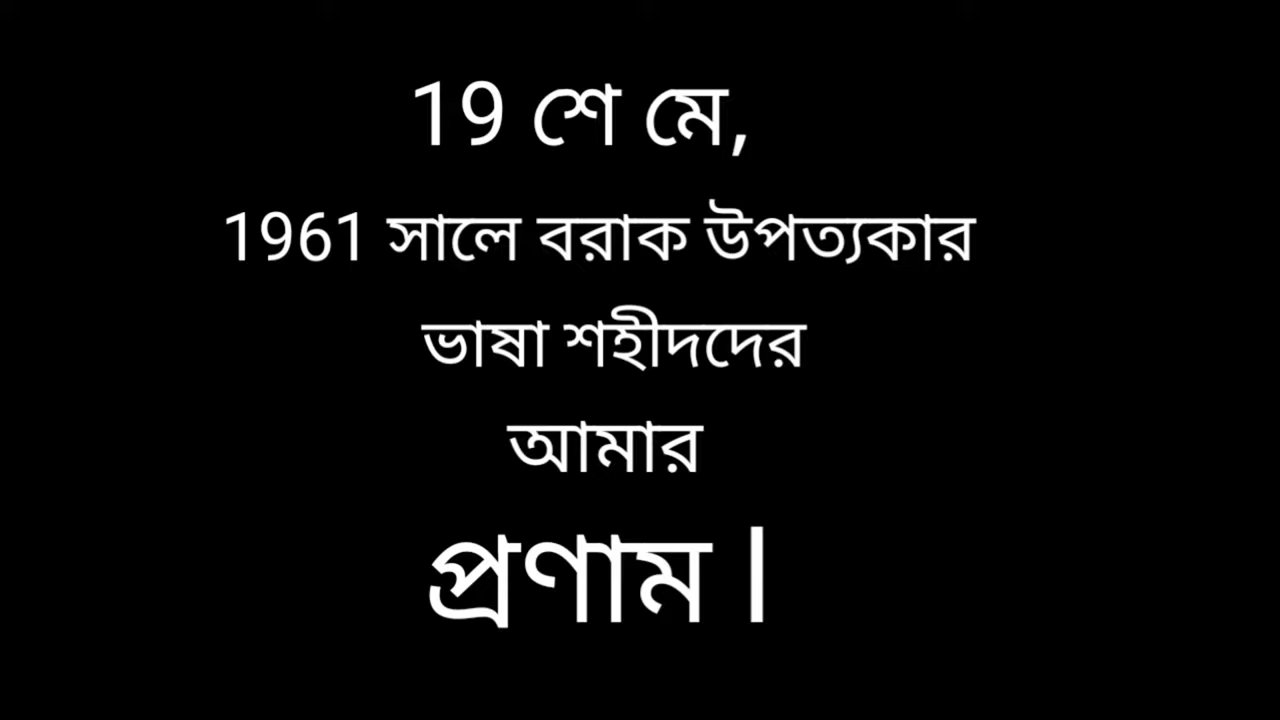 19 শে মে,
1961 সালে বরাক উপত্যকার
ভাষা শহীদদের
আমার
প্রণাম l